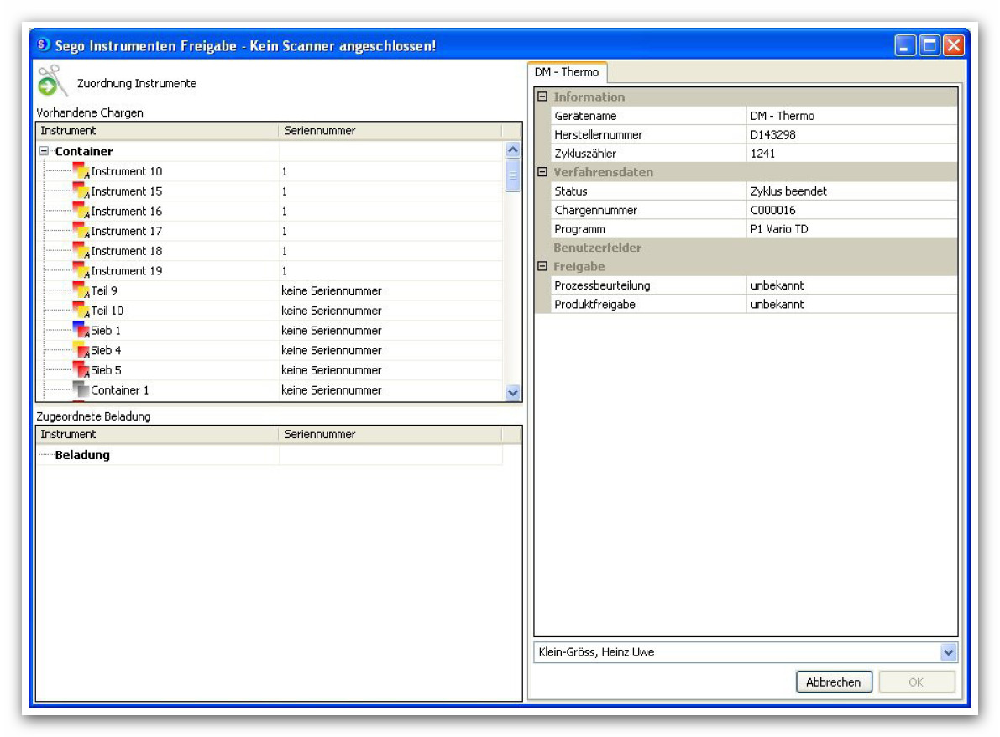 Sego Instrumenten Freigabe - Kein Scanner angeschlossen!
Zuordnung Instrumente
Vorhandene Chargen
Instrument Seriennummer
Container
Instrument 10 1
Instrument 15 1
Instrument 16 1
Instrument 17 1
Instrument 18 1
Instrument 19 1
Teil 9 keine Seriennummer
Teil 10 keine Seriennummer
Sieb 1 keine Seriennummer
Sieb 4 keine Seriennummer
Sieb 5 keine Seriennummer
Container 1 keine Seriennummer
Zugeordnete Beladung
Instrument Seriennummer
Beladung
DM - Thermo
Information
Gerätename DM - Thermo
Herstellernummer D143298
Zykluszähler 1241
Verfahrensdaten
Status Zyklus beendet
Chargennummer C000016
Programm P1 Vario TD
Benutzerfelder
Freigabe
Prozessbeurteilung unbekannt
Produktfreigabe unbekannt
Klein-Gröss, Heinz Uwe
Abbrechen OK